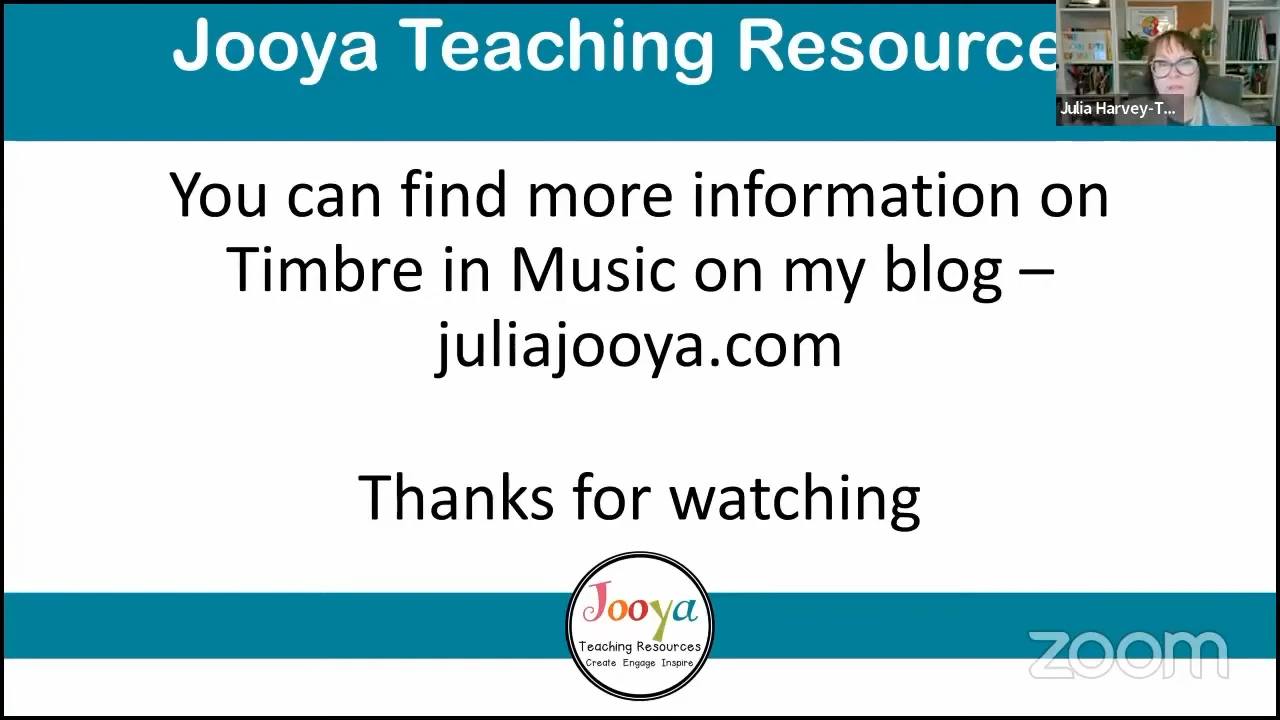 Jooya Teaching Resource
Julia Harvey-T...
You can find more information on
Timbre in Music on my blog –
juliajooya.com
Thanks for watching
Jooya
Teaching Resources
Create Engage Inspire
zoom